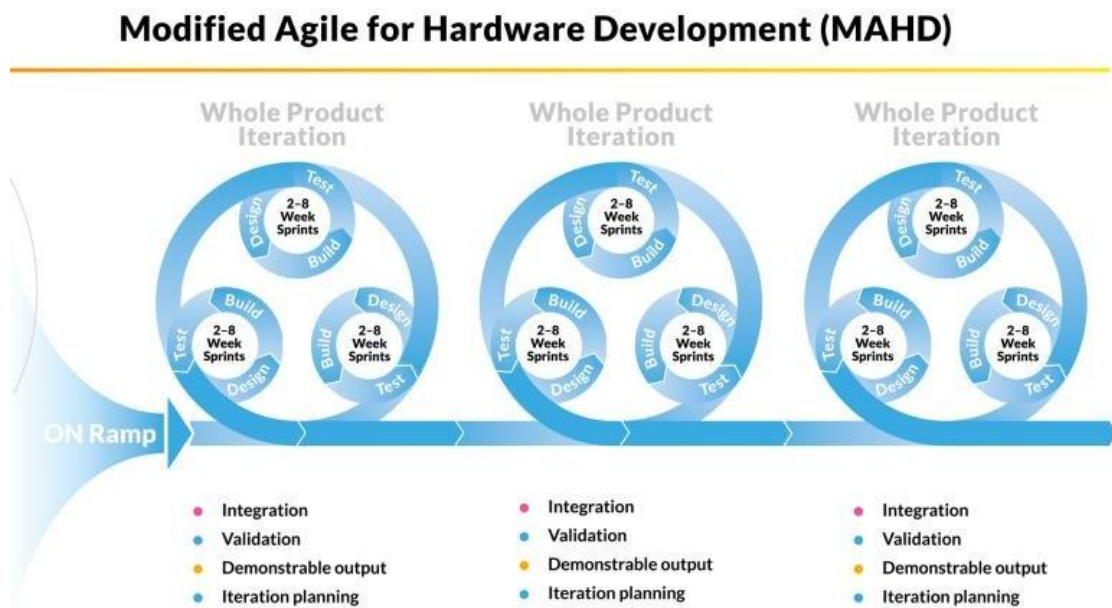 Modified Agile for Hardware Development (MAHD)
Whole Product
Iteration
Test
Design
Build
2–8
Week
Sprints
Build
Test
Design
2–8
Week
Sprints
Design
Build
Test
2–8
Week
Sprints
Whole Product
Iteration
Test
Design
Build
2–8
Week
Sprints
Build
Test
Design
2–8
Week
Sprints
Design
Build
Test
2–8
Week
Sprints
Whole Product
Iteration
Test
Design
Build
2–8
Week
Sprints
Build
Test
Design
2–8
Week
Sprints
Design
Build
Test
2–8
Week
Sprints
ON Ramp
Integration
Validation
Demonstrable output
Iteration planning
Integration
Validation
Demonstrable output
Iteration planning
Integration
Validation
Demonstrable output
Iteration planning